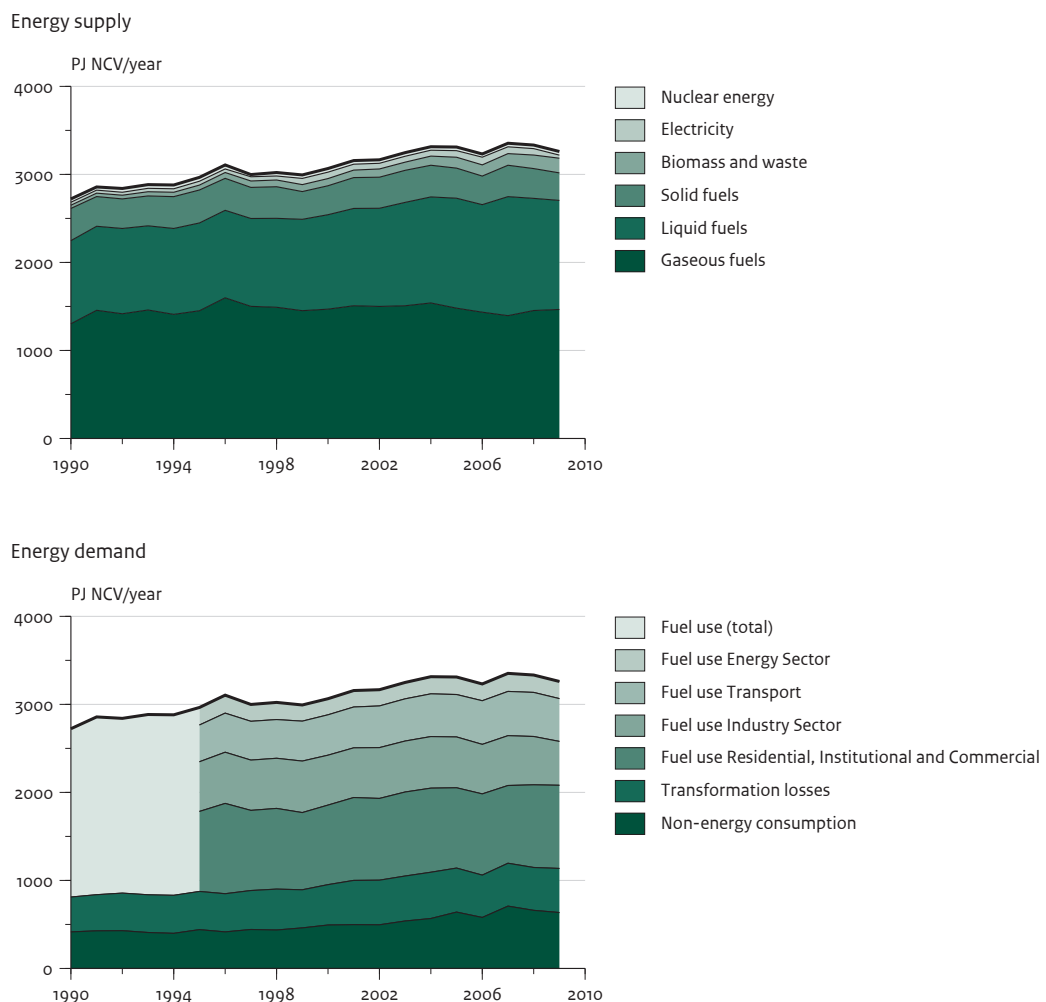 Energy supply
PJ NCV/year
4000
3000
2000
1000
0
1990 1994 1998 2002 2006 2010
Nuclear energy
Electricity
Biomass and waste
Solid fuels
Liquid fuels
Gaseous fuels
Energy demand
PJ NCV/year
4000
3000
2000
1000
0
1990 1994 1998 2002 2006 2010
Fuel use (total)
Fuel use Energy Sector
Fuel use Transport
Fuel use Industry Sector
Fuel use Residential, Institutional and Commercial
Transformation losses
Non-energy consumption